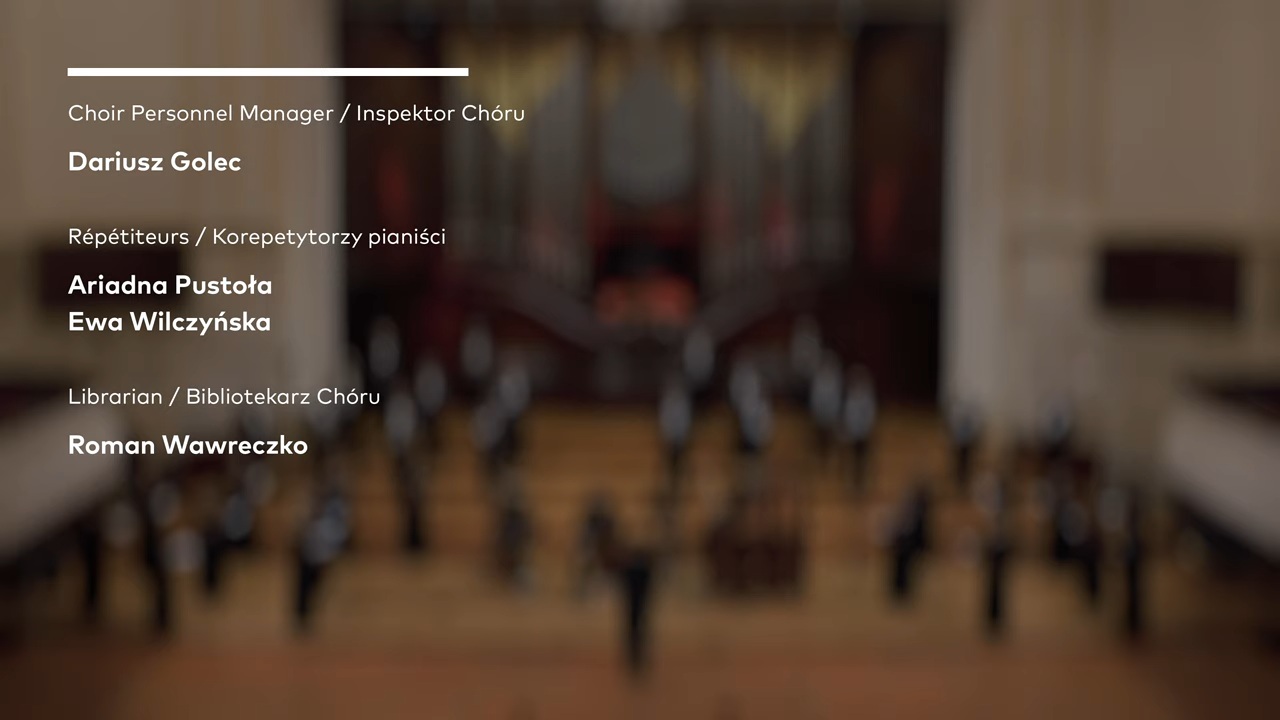 Choir Personnel Manager / Inspektor Chóru
Dariusz Golec
Répétiteurs / Korepetytorzy pianiści
Ariadna Pustoła
Ewa Wilczyńska
Librarian / Bibliotekarz Chóru
Roman Wawreczko